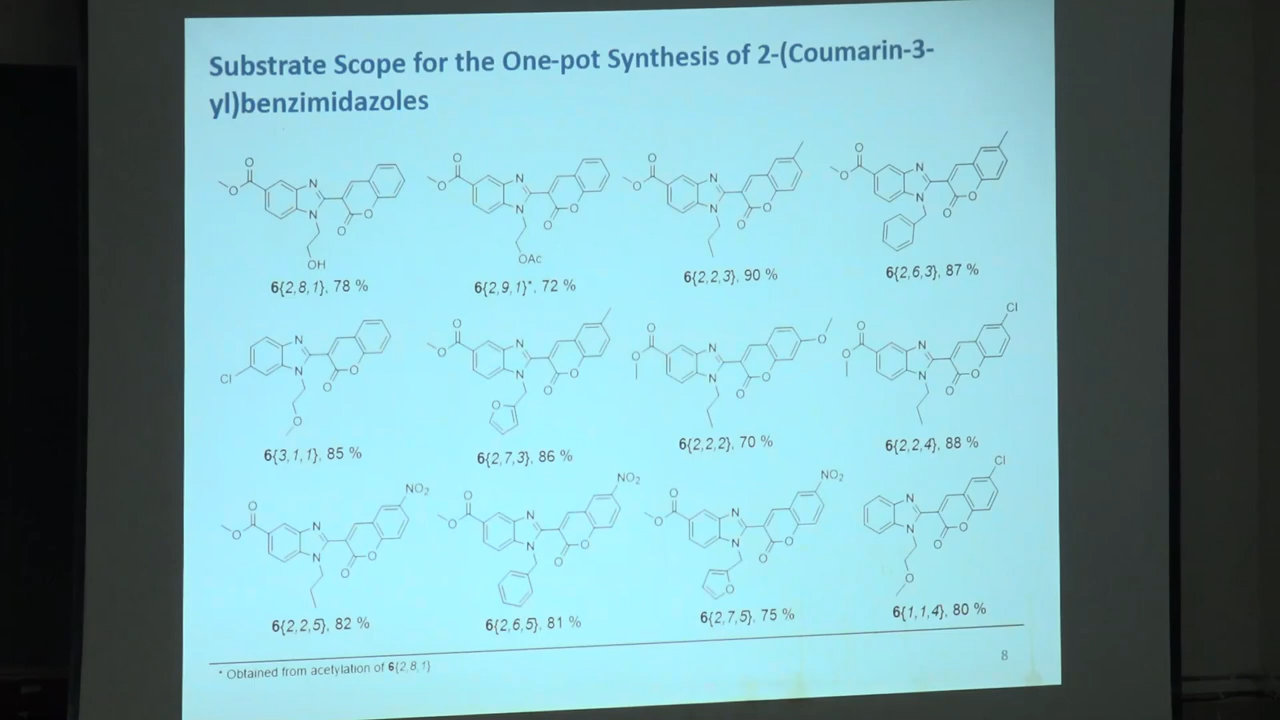 Substrate Scope for the One-pot Synthesis of 2-(Coumarin-3-
yl)benzimidazoles
O
O
N
N
O
O
OH
6{2,8,1}, 78 %
O
O
N
N
O
O
OAc
6{2,9,1}*, 72 %
O
O
N
N
O
O
6{2,2,3}, 90 %
O
O
N
N
O
O
6{2,6,3}, 87 %
Cl
N
N
O
O
O
6{3,1,1}, 85 %
O
O
N
N
O
O
O
6{2,7,3}, 86 %
O
O
N
N
O
O
O
6{2,2,2}, 70 %
Cl
O
O
N
N
O
O
6{2,2,4}, 88 %
NO2
O
O
N
N
O
O
6{2,2,5}, 82 %
NO2
O
O
N
N
O
O
6{2,6,5}, 81 %
NO2
O
O
N
N
O
O
O
6{2,7,5}, 75 %
Cl
N
N
O
O
O
6{1,1,4}, 80 %
* Obtained from acetylation of 6{2,8,1}
8